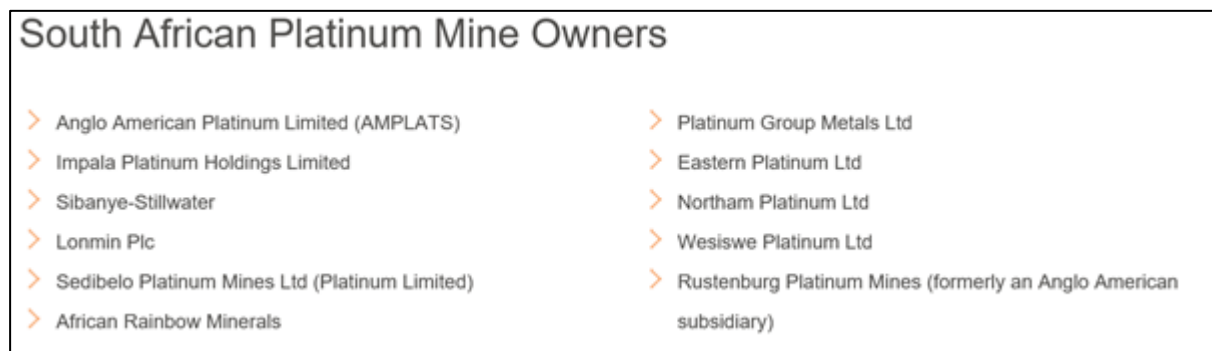 South African Platinum Mine Owners
Anglo American Platinum Limited (AMPLATS)
Impala Platinum Holdings Limited
Sibanye-Stillwater
Lonmin Plc
Sedibelo Platinum Mines Ltd (Platinum Limited)
African Rainbow Minerals
Platinum Group Metals Ltd
Eastern Platinum Ltd
Northam Platinum Ltd
Wesiswe Platinum Ltd
Rustenburg Platinum Mines (formerly an Anglo American
subsidiary)